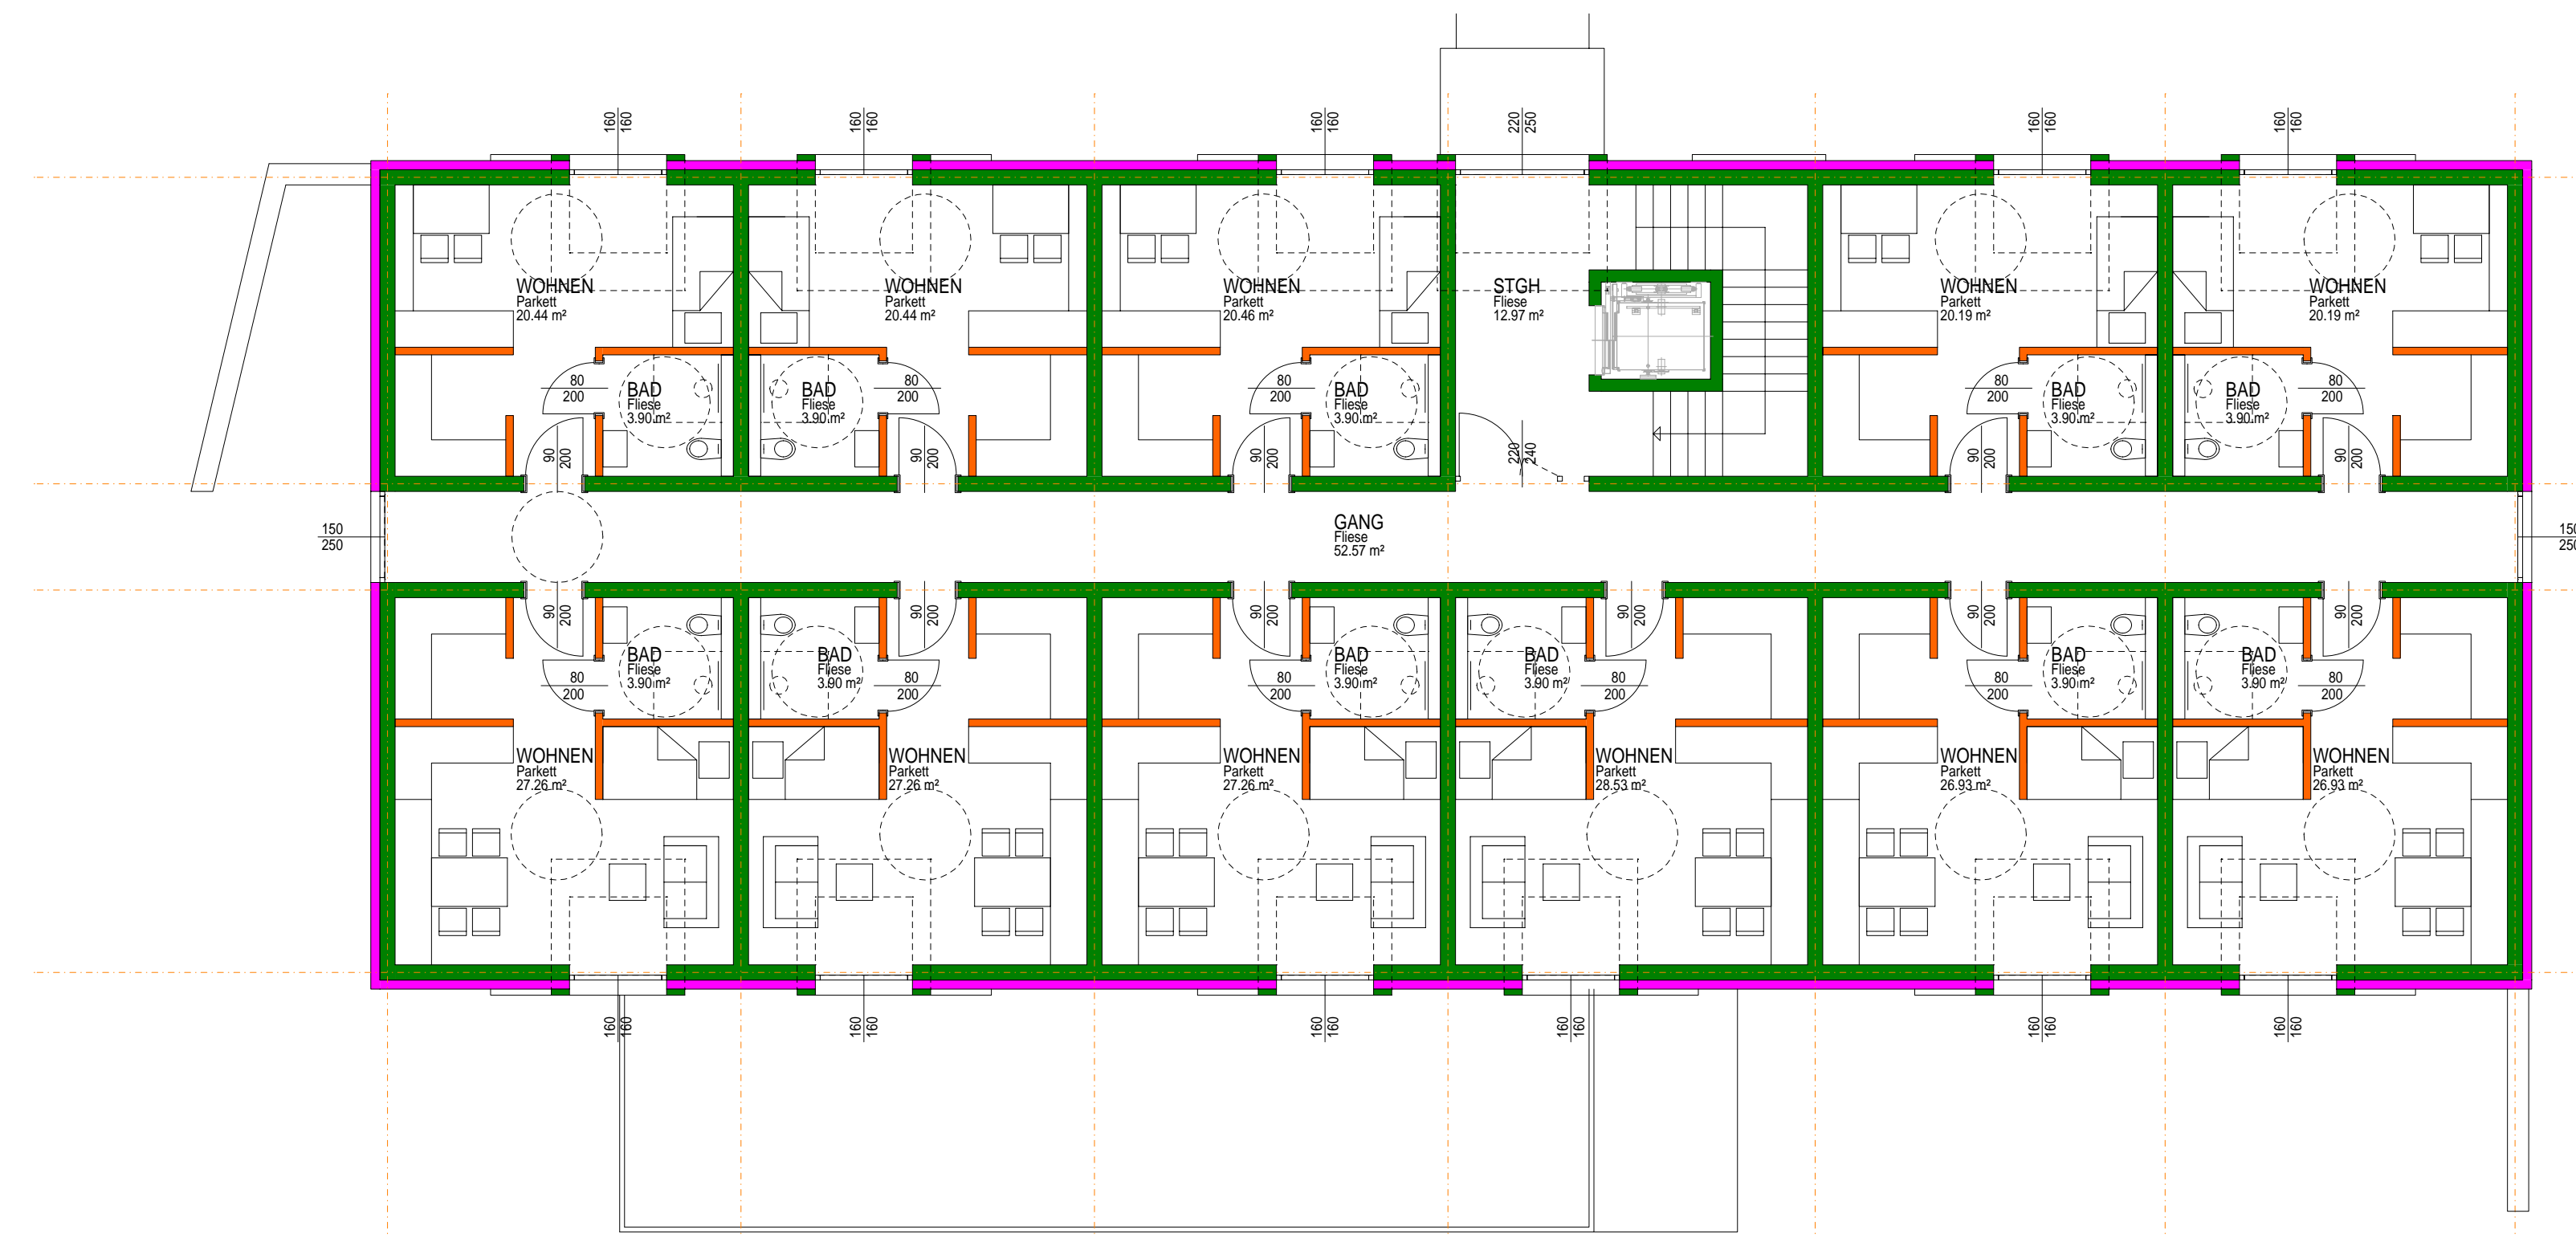 160
160
160
160
160
160
220
250
160
160
160
160
WOHNEN
Parkett
20.44 m²
WOHNEN
Parkett
20.44 m²
WOHNEN
Parkett
20.46 m²
STGH
Fliese
12.97 m²
WOHNEN
Parkett
20.19 m²
WOHNEN
Parkett
20.19 m²
80
200
BAD
Fliese
3.90 m²
BAD
Fliese
3.90 m²
80
200
80
200
BAD
Fliese
3.90 m²
80
200
BAD
Fliese
3.90 m²
BAD
Fliese
3.90 m²
80
200
90
200
90
200
90
200
220
240
90
200
90
200
150
250
GANG
Fliese
52.57 m²
150
250
90
200
90
200
90
200
90
200
90
200
90
200
80
200
BAD
Fliese
3.90 m²
BAD
Fliese
3.90 m²
80
200
80
200
BAD
Fliese
3.90 m²
BAD
Fliese
3.90 m²
80
200
80
200
BAD
Fliese
3.90 m²
BAD
Fliese
3.90 m²
80
200
WOHNEN
Parkett
27.26 m²
WOHNEN
Parkett
27.26 m²
WOHNEN
Parkett
27.26 m²
WOHNEN
Parkett
28.53 m²
WOHNEN
Parkett
26.93 m²
WOHNEN
Parkett
26.93 m²
160
160
160
160
160
160
160
160
160
160
160
160